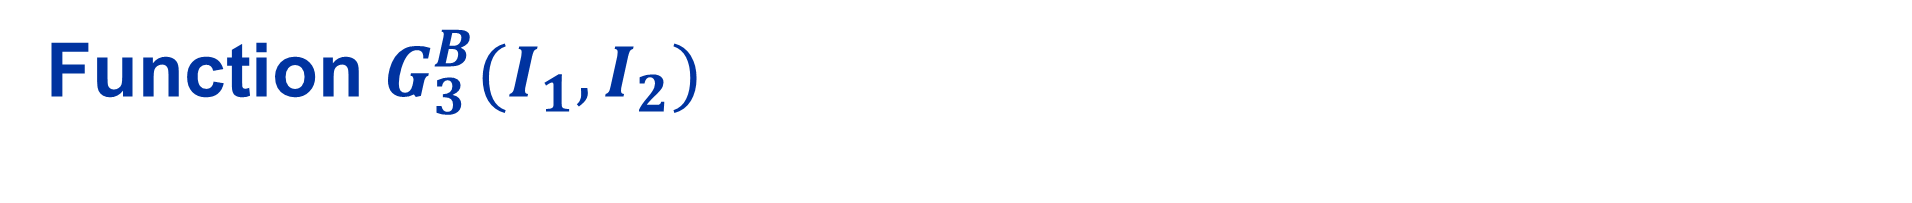 Function $G_3^B(I_1, I_2)$